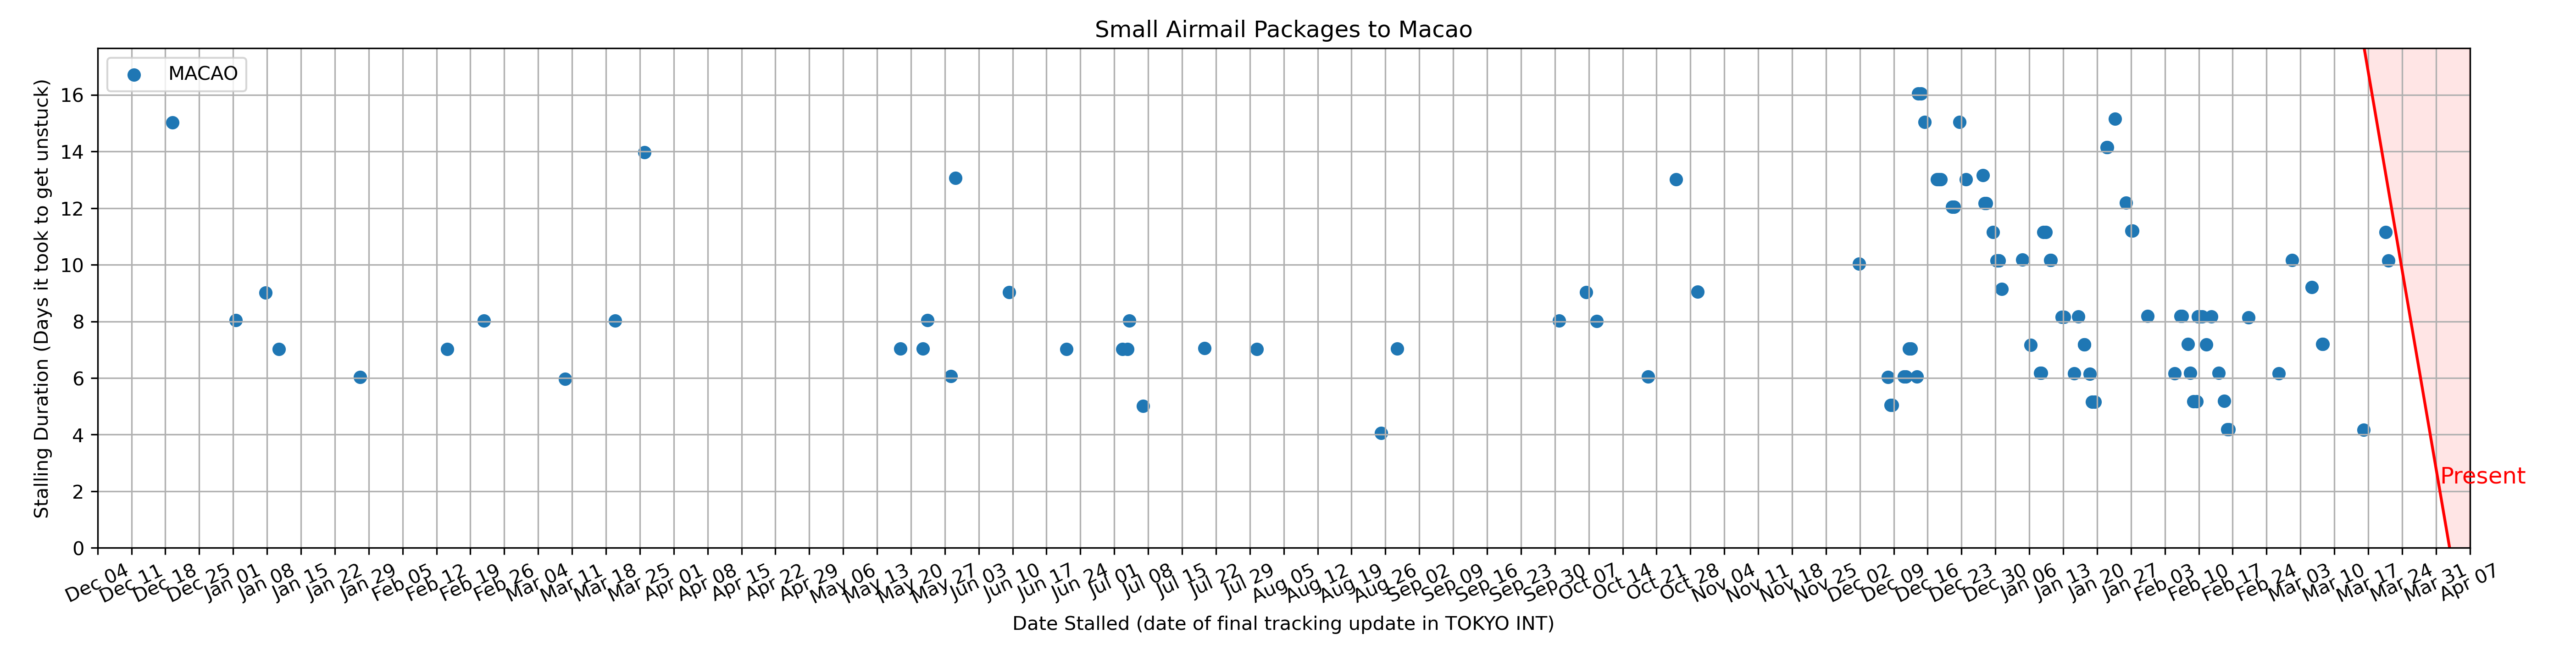 Small Airmail Packages to Macao
MACAO
Stalling Duration (Days it took to get unstuck)
16
14
12
10
8
6
4
2
0
Present
Dec 04
Dec 11
Dec 18
Dec 25
Jan 01
Jan 08
Jan 15
Jan 22
Jan 29
Feb 05
Feb 12
Feb 19
Feb 26
Mar 04
Mar 11
Mar 18
Mar 25
Apr 01
Apr 08
Apr 15
Apr 22
Apr 29
May 06
May 13
May 20
May 27
Jun 03
Jun 10
Jun 17
Jun 24
Jul 01
Jul 08
Jul 15
Jul 22
Jul 29
Aug 05
Aug 12
Aug 19
Aug 26
Sep 02
Sep 09
Sep 16
Sep 23
Sep 30
Oct 07
Oct 14
Oct 21
Oct 28
Nov 04
Nov 11
Nov 18
Nov 25
Dec 02
Dec 09
Dec 16
Dec 23
Dec 30
Jan 06
Jan 13
Jan 20
Jan 27
Feb 03
Feb 10
Feb 17
Feb 24
Mar 03
Mar 10
Mar 17
Mar 24
Mar 31
Apr 07
Date Stalled (date of final tracking update in TOKYO INT)